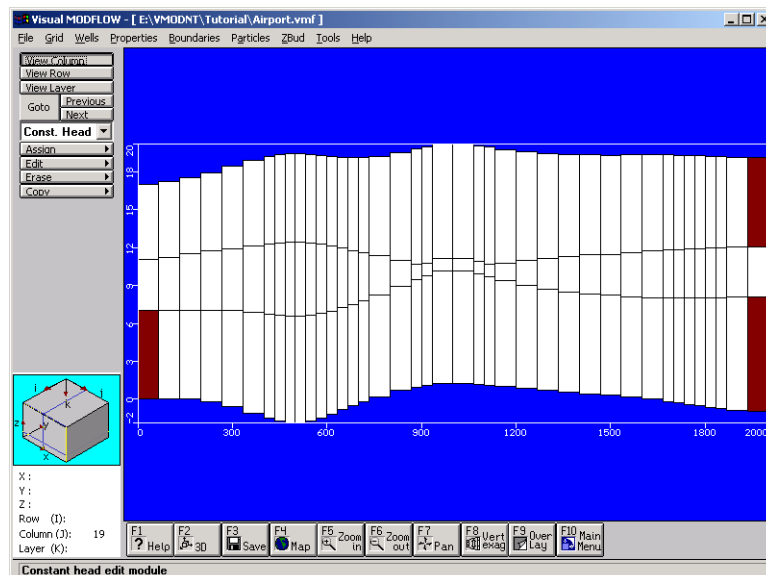 Visual MODFLOW - [ E:\VMODNT\Tutorial\Airport.vmf ]
File Grid Wells Properties Boundaries Particles ZBud Tools Help
View Column
View Row
View Layer
Goto Previous
Next
Const. Head
Assign
Edit
Erase
Copy
20
18
15
12
9
6
3
0
-2
0 300 600 900 1200 1500 1800 2000
i j
k
z
y
x
X :
Y :
Z :
Row (I):
Column (J): 19
Layer (K):
F1 ? Help
F2 3D
F3 Save
F4 Map
F5 Zoom in
F6 Zoom out
F7 Pan
F8 Vert exag
F9 Over Lay
F10 Main Menu
Constant head edit module